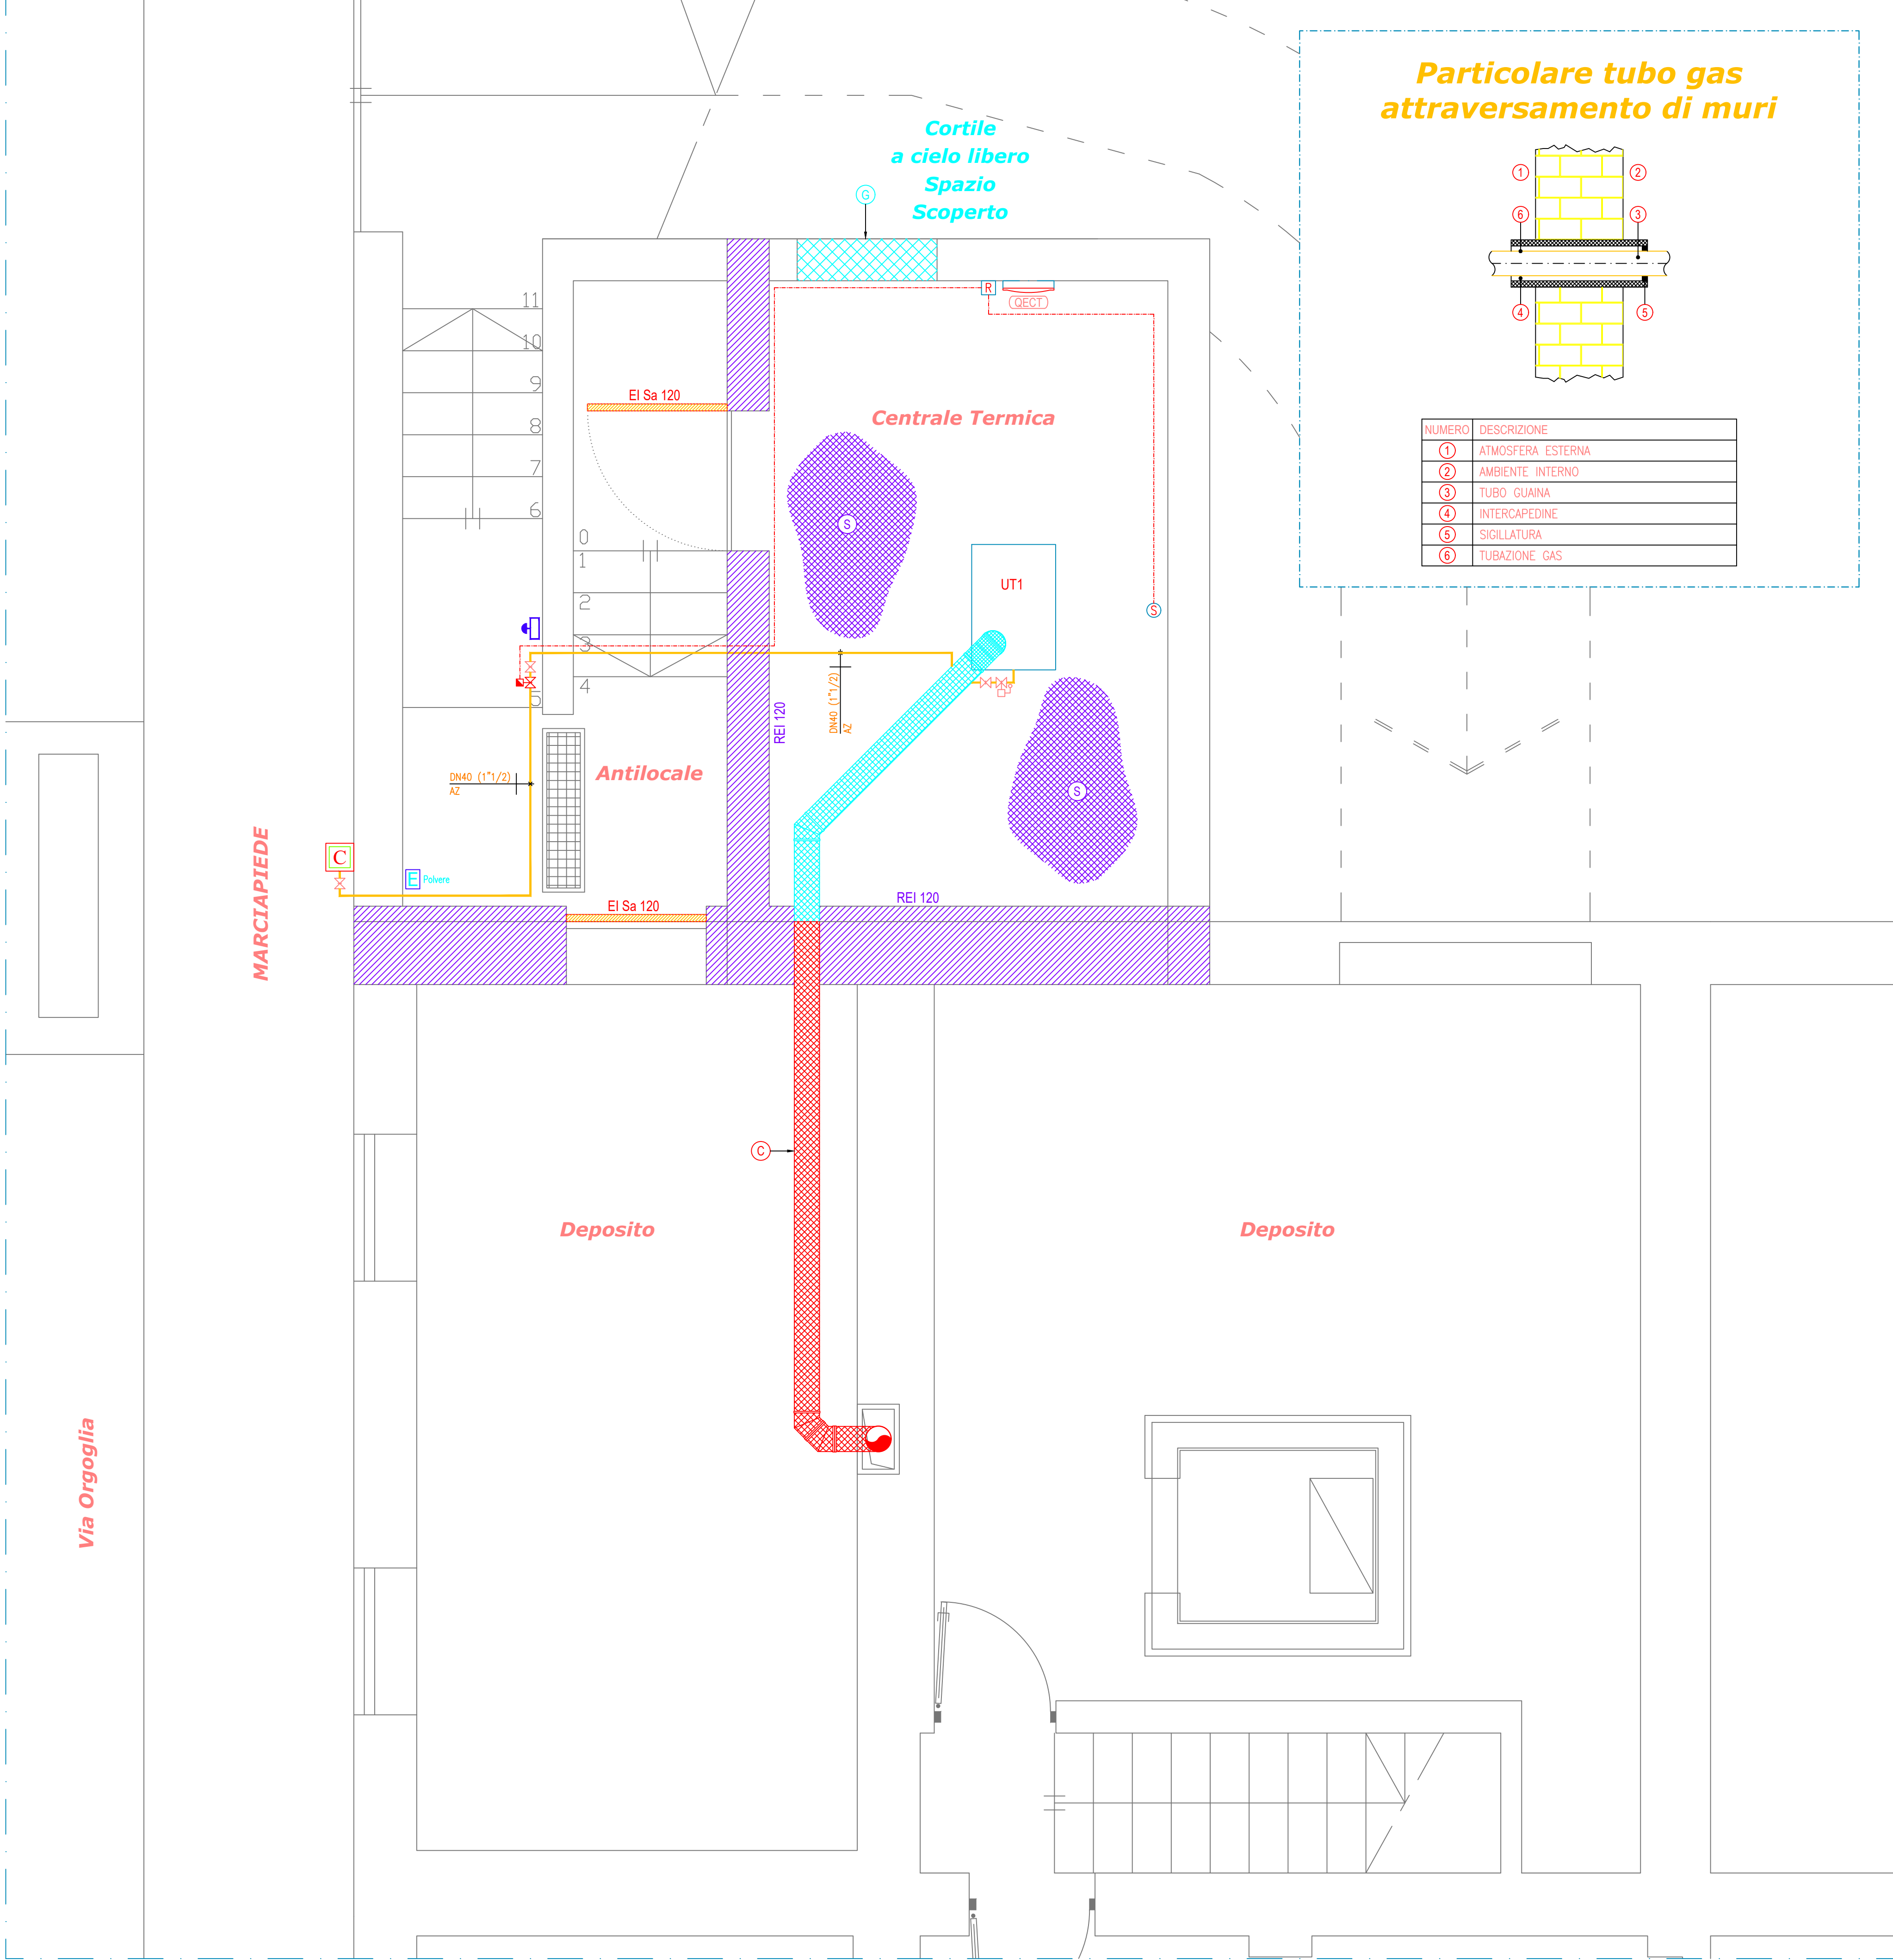 Particolare tubo gas
attraversamento di muri
1
2
6
3
4
5
NUMERO DESCRIZIONE
1 ATMOSFERA ESTERNA
2 AMBIENTE INTERNO
3 TUBO GUAINA
4 INTERCAPEDINE
5 SIGILLATURA
6 TUBAZIONE GAS
Cortile
a cielo libero
Spazio
Scoperto
G
R
QECT
11
10
9
8
7
6
5
EI Sa 120
Centrale Termica
S
0
1
2
3
4
UT1
S
DN40 (1"1/2)
AZ
REI 120
Antilocale
DN40 (1"1/2)
AZ
S
C
E Polvere
MARCIAPIEDE
EI Sa 120
REI 120
C
Deposito
Deposito
Via Orgoglia